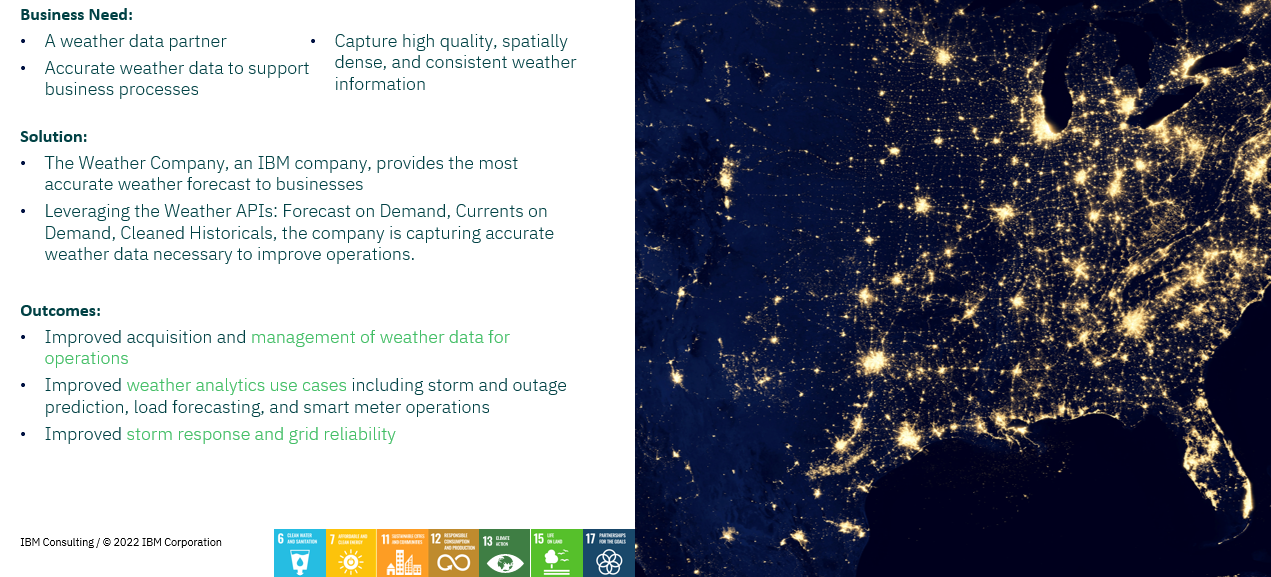 Business Need:
• A weather data partner
• Accurate weather data to support
business processes
• Capture high quality, spatially
dense, and consistent weather
information
Solution:
• The Weather Company, an IBM company, provides the most
accurate weather forecast to businesses
• Leveraging the Weather APIs: Forecast on Demand, Currents on
Demand, Cleaned Historicals, the company is capturing accurate
weather data necessary to improve operations.
Outcomes:
• Improved acquisition and management of weather data for
operations
• Improved weather analytics use cases including storm and outage
prediction, load forecasting, and smart meter operations
• Improved storm response and grid reliability
IBM Consulting / © 2022 IBM Corporation
6 CLEAN WATER
AND SANITATION
7 AFFORDABLE AND
CLEAN ENERGY
11 SUSTAINABLE CITIES
AND COMMUNITIES
12 RESPONSIBLE
CONSUMPTION
AND PRODUCTION
13 CLIMATE
ACTION
15 LIFE
ON LAND
17 PARTNERSHIPS
FOR THE GOALS